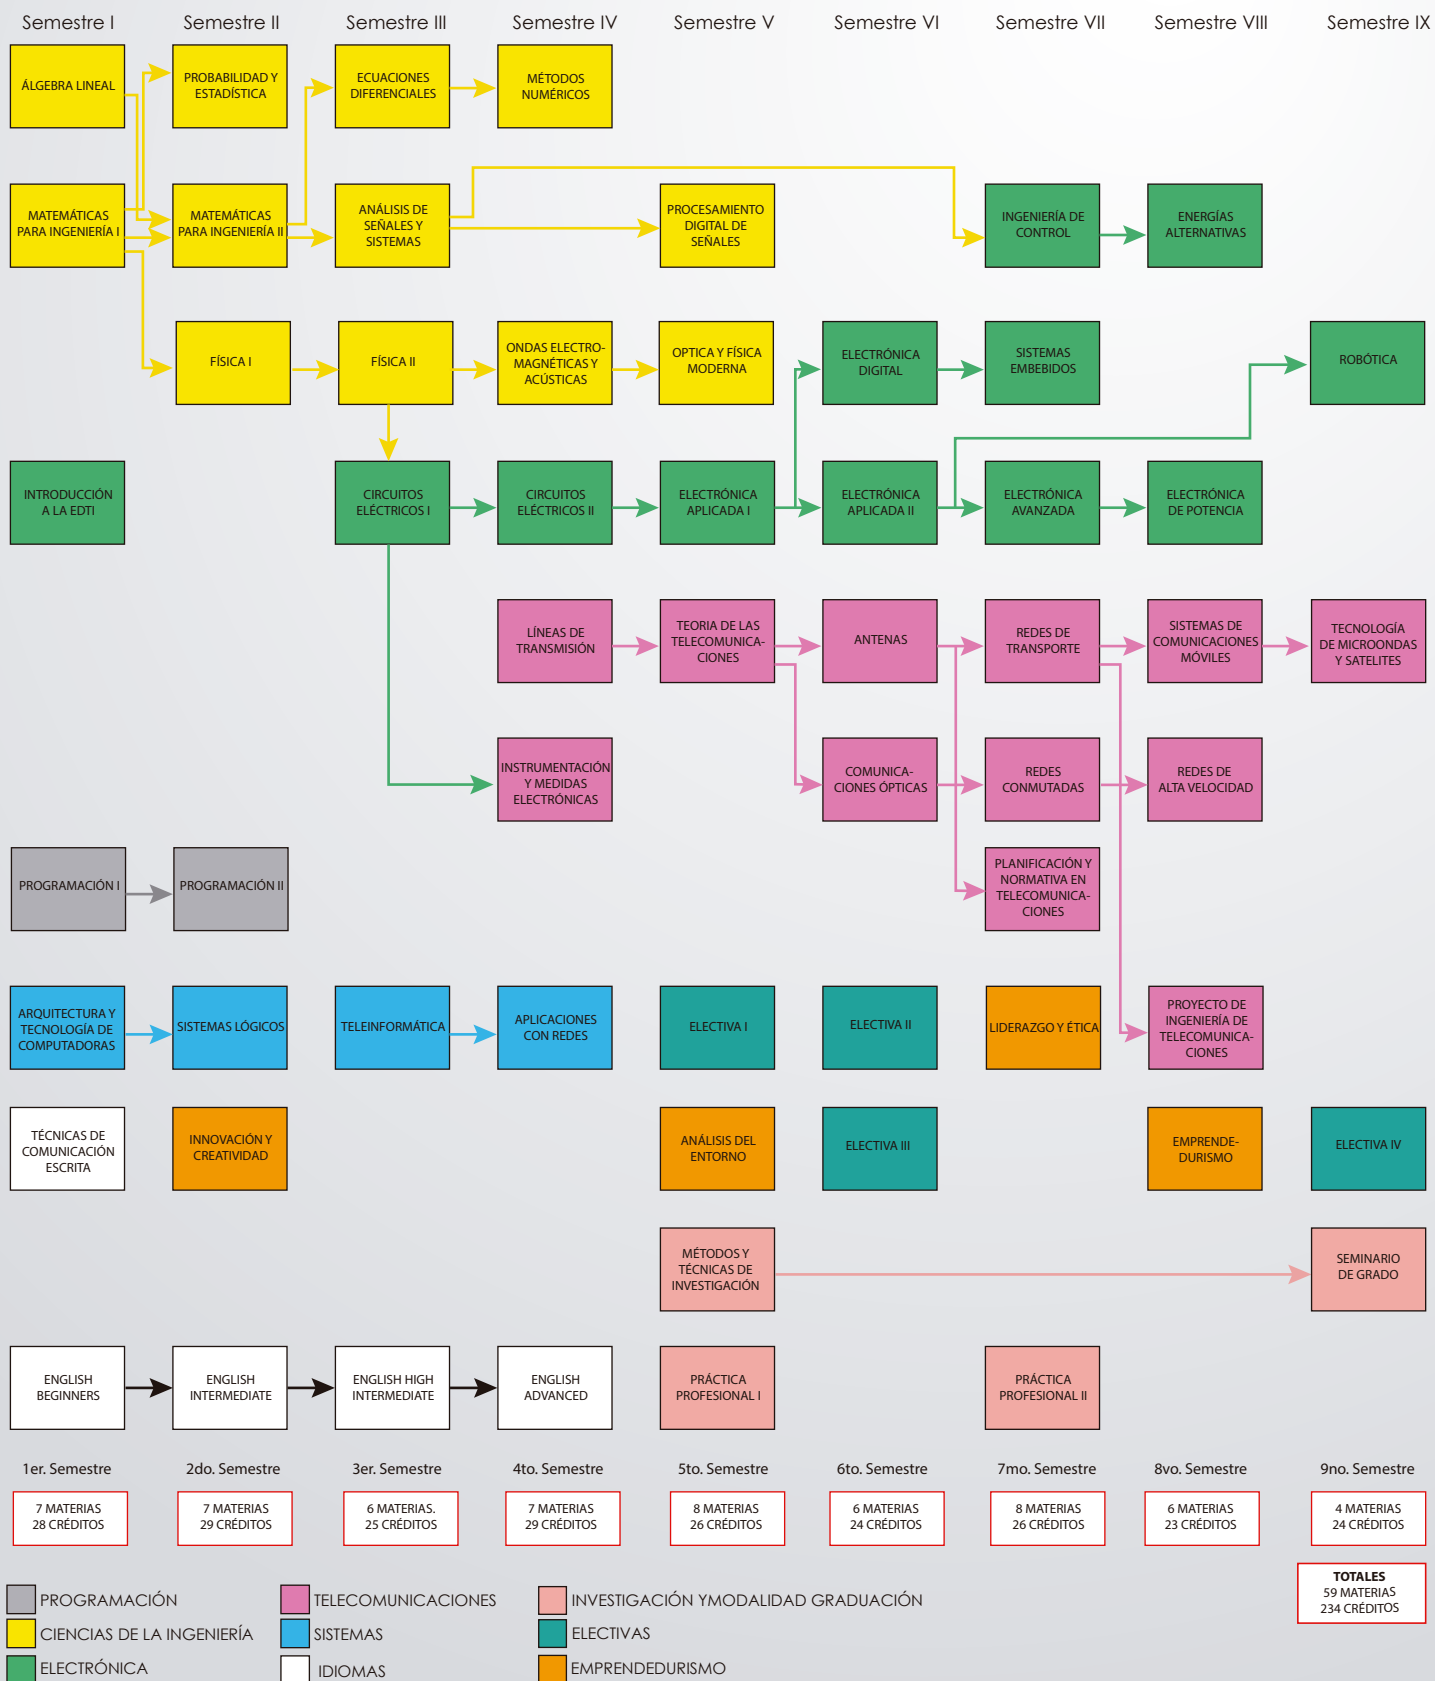 Semestre I
Semestre II
Semestre III
Semestre IV
Semestre V
Semestre VI
Semestre VII
Semestre VIII
Semestre IX
ÁLGEBRA LINEAL
PROBABILIDAD Y
ESTADÍSTICA
ECUACIONES
DIFERENCIALES
MÉTODOS
NUMÉRICOS
MATEMÁTICAS
PARA INGENIERÍA I
MATEMÁTICAS
PARA INGENIERÍA II
ANÁLISIS DE
SEÑALES Y
SISTEMAS
PROCESAMIENTO
DIGITAL DE
SEÑALES
INGENIERÍA DE
CONTROL
ENERGÍAS
ALTERNATIVAS
FÍSICA I
FÍSICA II
ONDAS ELECTRO-
MAGNÉTICAS Y
ACÚSTICAS
OPTICA Y FÍSICA
MODERNA
ELECTRÓNICA
DIGITAL
SISTEMAS
EMBEBIDOS
ROBÓTICA
INTRODUCCIÓN
A LA EDTI
CIRCUITOS
ELÉCTRICOS I
CIRCUITOS
ELÉCTRICOS II
ELECTRÓNICA
APLICADA I
ELECTRÓNICA
APLICADA II
ELECTRÓNICA
AVANZADA
ELECTRÓNICA
DE POTENCIA
LÍNEAS DE
TRANSMISIÓN
TEORIA DE LAS
TELECOMUNICA-
CIONES
ANTENAS
REDES DE
TRANSPORTE
SISTEMAS DE
COMUNICACIONES
MÓVILES
TECNOLOGÍA
DE MICROONDAS
Y SATELITES
INSTRUMENTACIÓN
Y MEDIDAS
ELECTRÓNICAS
COMUNICA-
CIONES ÓPTICAS
REDES
CONMUTADAS
REDES DE
ALTA VELOCIDAD
PROGRAMACIÓN I
PROGRAMACIÓN II
PLANIFICACIÓN Y
NORMATIVA EN
TELECOMUNICA-
CIONES
ARQUITECTURA Y
TECNOLOGÍA DE
COMPUTADORAS
SISTEMAS LÓGICOS
TELEINFORMÁTICA
APLICACIONES
CON REDES
ELECTIVA I
ELECTIVA II
LIDERAZGO Y ÉTICA
PROYECTO DE
INGENIERÍA DE
TELECOMUNICA-
CIONES
TÉCNICAS DE
COMUNICACIÓN
ESCRITA
INNOVACIÓN Y
CREATIVIDAD
ANÁLISIS DEL
ENTORNO
ELECTIVA III
EMPRENDE-
DURISMO
ELECTIVA IV
MÉTODOS Y
TÉCNICAS DE
INVESTIGACIÓN
SEMINARIO
DE GRADO
ENGLISH
BEGINNERS
ENGLISH
INTERMEDIATE
ENGLISH HIGH
INTERMEDIATE
ENGLISH
ADVANCED
PRÁCTICA
PROFESIONAL I
PRÁCTICA
PROFESIONAL II
1er. Semestre
2do. Semestre
3er. Semestre
4to. Semestre
5to. Semestre
6to. Semestre
7mo. Semestre
8vo. Semestre
9no. Semestre
7 MATERIAS
28 CRÉDITOS
7 MATERIAS
29 CRÉDITOS
6 MATERIAS.
25 CRÉDITOS
7 MATERIAS
29 CRÉDITOS
8 MATERIAS
26 CRÉDITOS
6 MATERIAS
24 CRÉDITOS
8 MATERIAS
26 CRÉDITOS
6 MATERIAS
23 CRÉDITOS
4 MATERIAS
24 CRÉDITOS
TOTALES
59 MATERIAS
234 CRÉDITOS
PROGRAMACIÓN
TELECOMUNICACIONES
INVESTIGACIÓN YMODALIDAD GRADUACIÓN
CIENCIAS DE LA INGENIERÍA
SISTEMAS
ELECTIVAS
ELECTRÓNICA
IDIOMAS
EMPRENDEDURISMO